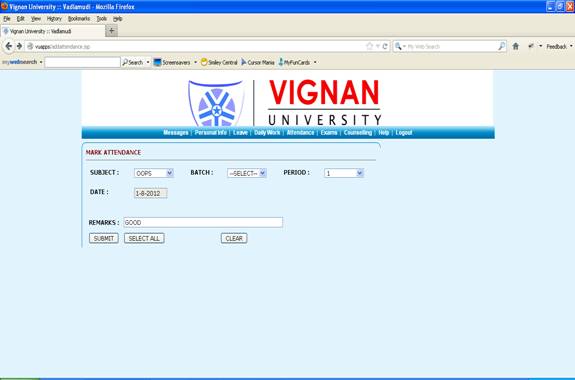 Vignan University :: Vadlamudi - Mozilla Firefox
File Edit View History Bookmarks Tools Help
Vignan University :: Vadlamudi +
vuapps/addattendance.jsp My Web Search Feedback
mywebsearch Search Screensavers Smiley Central Cursor Mania MyFunCards
VIGNAN
UNIVERSITY
Messages | Personal Info | Leave | Daily Work | Attendance | Exams | Counselling | Help | Logout
MARK ATTENDANCE
SUBJECT : OOPS BATCH : --SELECT-- PERIOD : 1
DATE : 1-8-2012
REMARKS : GOOD
SUBMIT SELECT ALL CLEAR